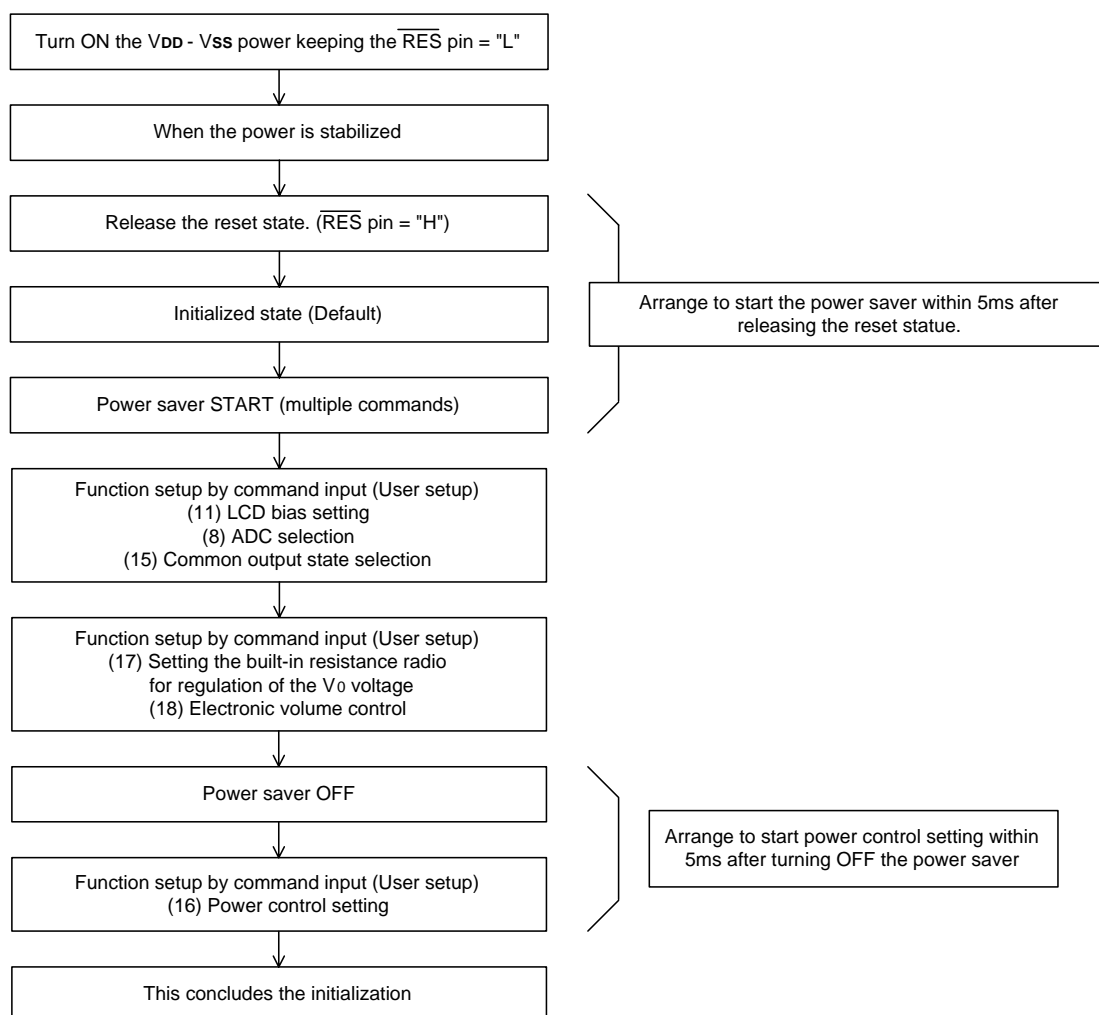 Turn ON the VDD - VSS power keeping the R̅E̅S̅ pin = "L"
When the power is stabilized
Release the reset state. (R̅E̅S̅ pin = "H")
Initialized state (Default)
Arrange to start the power saver within 5ms after
releasing the reset statue.
Power saver START (multiple commands)
Function setup by command input (User setup)
(11) LCD bias setting
(8) ADC selection
(15) Common output state selection
Function setup by command input (User setup)
(17) Setting the built-in resistance radio
for regulation of the V0 voltage
(18) Electronic volume control
Power saver OFF
Arrange to start power control setting within
5ms after turning OFF the power saver
Function setup by command input (User setup)
(16) Power control setting
This concludes the initialization